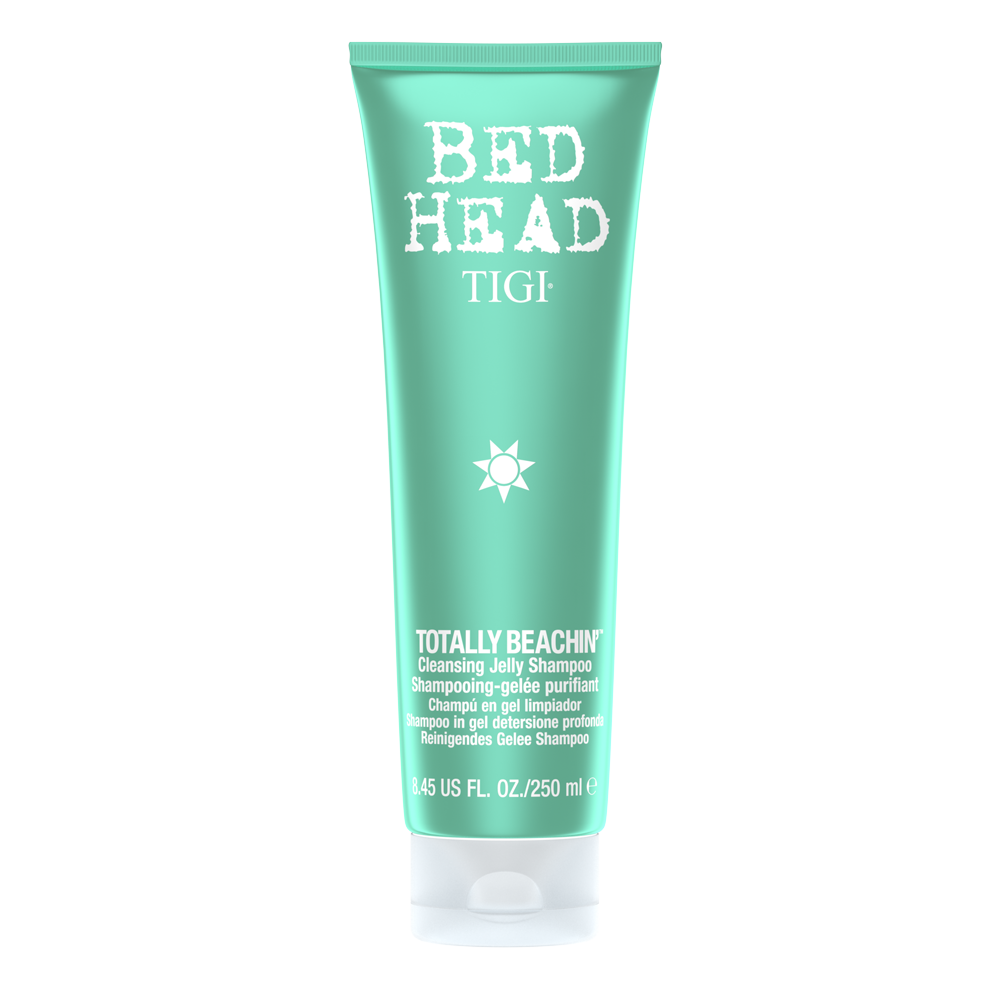 BED
HEAD
TIGI®
TOTALLY BEACHIN'™
Cleansing Jelly Shampoo
Shampooing-gelée purifiant
Champú en gel limpiador
Shampoo in gel detersione profonda
Reinigendes Gelee Shampoo
8.45 US FL. OZ./250 ml ℮